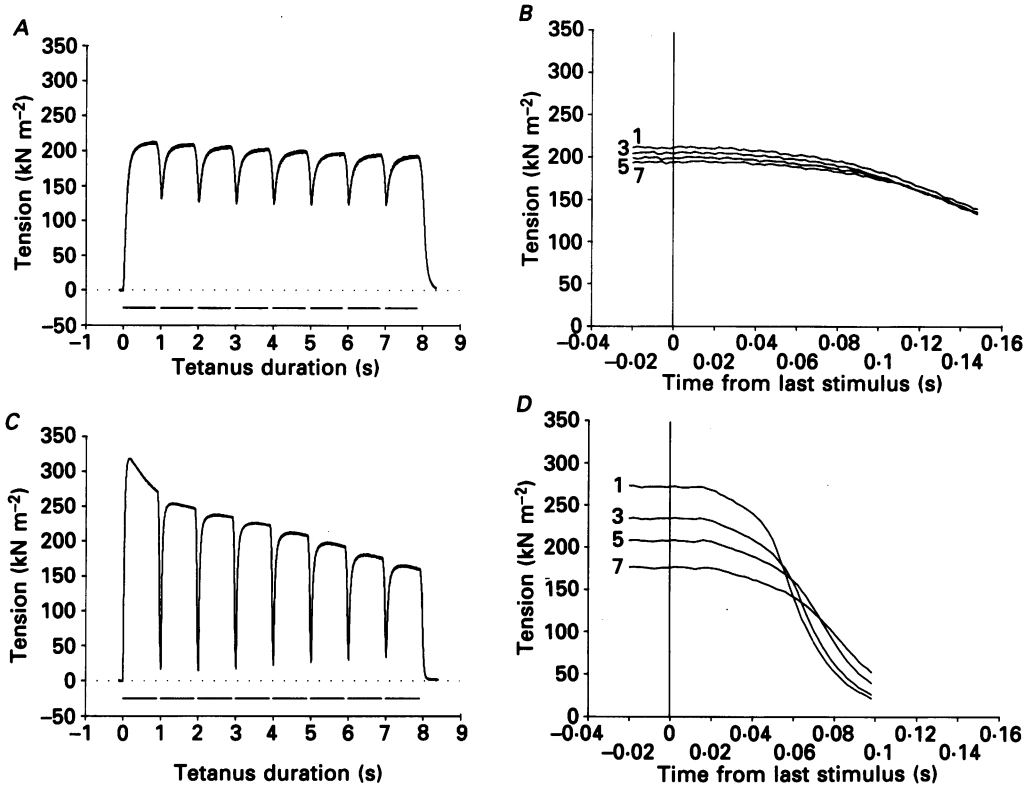 A
350
300
250
200
150
100
50
0
–50
Tension (kN m–2)
–1 0 1 2 3 4 5 6 7 8 9
Tetanus duration (s)
B
350
300
250
200
150
100
50
0
Tension (kN m–2)
1
3
5
7
–0·04 0 0·04 0·08 0·12 0·16
–0·02 0·02 0·06 0·1 0·14
Time from last stimulus (s)
C
350
300
250
200
150
100
50
0
–50
Tension (kN m–2)
–1 0 1 2 3 4 5 6 7 8 9
Tetanus duration (s)
D
350
300
250
200
150
100
50
0
Tension (kN m–2)
1
3
5
7
–0·04 0 0·04 0·08 0·12 0·16
–0·02 0·02 0·06 0·1 0·14
Time from last stimulus (s)